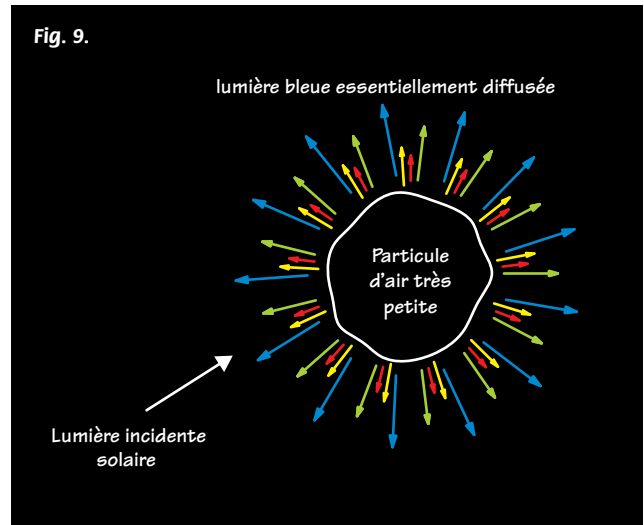 Fig. 9.
lumière bleue essentiellement diffusée
Particule
d'air très
petite
Lumière incidente
solaire